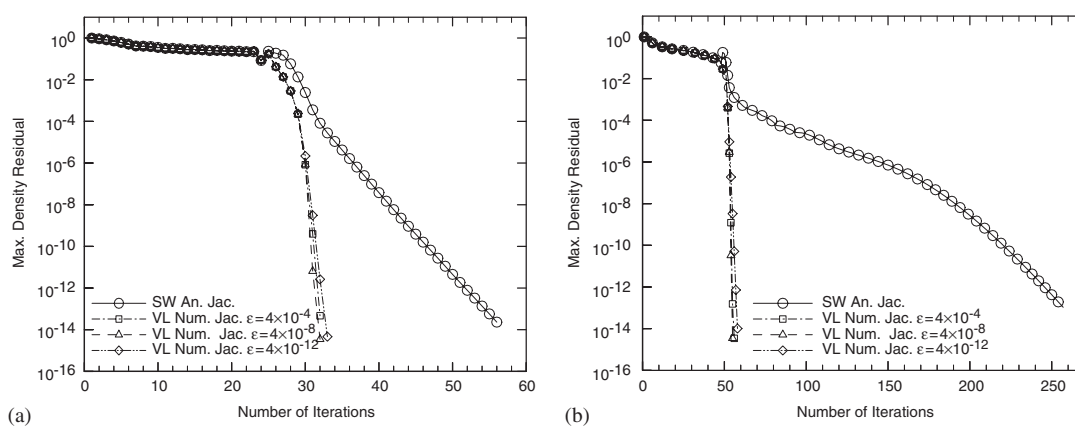 10^0
10^-2
10^-4
10^-6
10^-8
10^-10
10^-12
10^-14
10^-16
Max. Density Residual
SW An. Jac.
VL Num. Jac. ε=4×10^-4
VL Num. Jac. ε=4×10^-8
VL Num. Jac. ε=4×10^-12
0 10 20 30 40 50 60
Number of Iterations
(a)
10^0
10^-2
10^-4
10^-6
10^-8
10^-10
10^-12
10^-14
10^-16
Max. Density Residual
SW An. Jac.
VL Num. Jac. ε=4×10^-4
VL Num. Jac. ε=4×10^-8
VL Num. Jac. ε=4×10^-12
0 50 100 150 200 250
Number of Iterations
(b)